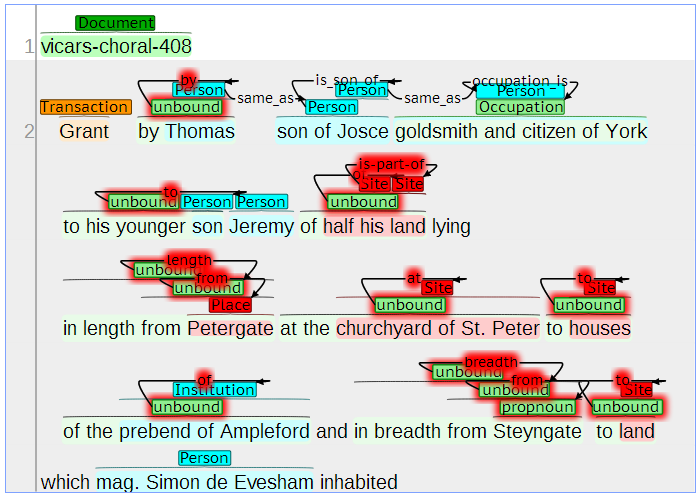 Document
1 vicars-choral-408
by
is_son_of
occupation_is
Person
Person
Person
Transaction
unbound
same_as
Person
same_as
Occupation
2 Grant by Thomas son of Josce goldsmith and citizen of York
to
is-part-of
of
Site Site
unbound Person Person
unbound
to his younger son Jeremy of half his land lying
length
unbound
from
unbound
at
Site
to
Site
Place
unbound
unbound
in length from Petergate at the churchyard of St. Peter to houses
breadth
unbound
of
Institution
from
unbound
to
Site
unbound
propnoun
unbound
of the prebend of Ampleford and in breadth from Steyngate to land
Person
which mag. Simon de Evesham inhabited